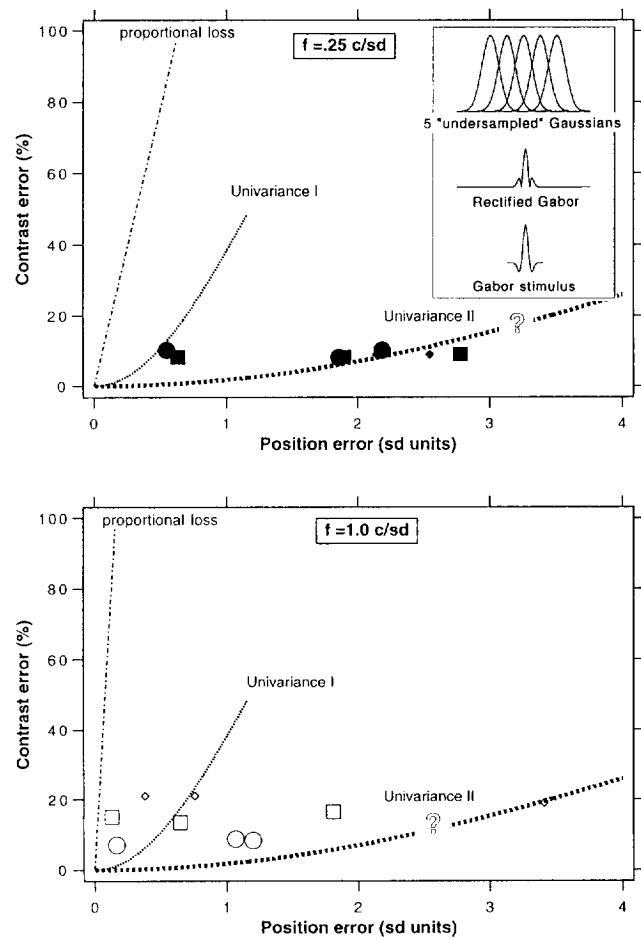 proportional loss
f =.25 c/sd
100
80
60
40
20
0
Contrast error (%)
Univariance I
5 "undersampled" Gaussians
Rectified Gabor
Gabor stimulus
Univariance II
?
0
1
2
3
4
Position error (sd units)
proportional loss
f =1.0 c/sd
100
80
60
40
20
0
Contrast error (%)
Univariance I
Univariance II
?
0
1
2
3
4
Position error (sd units)